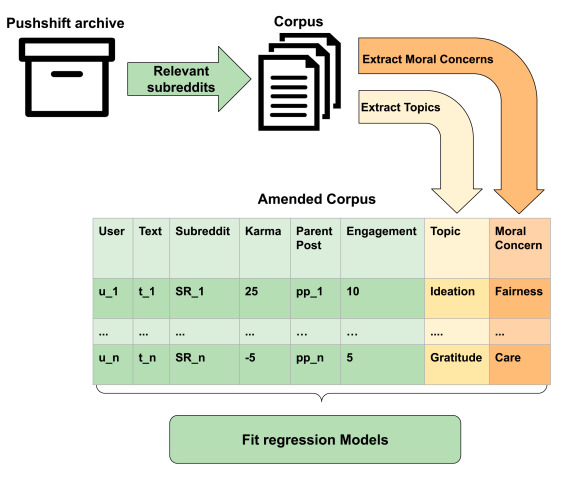 Pushshift archive
Corpus
Relevant
subreddits
Extract Moral Concerns
Extract Topics
Amended Corpus
User Text Subreddit Karma Parent Post Engagement Topic Moral Concern
u_1 t_1 SR_1 25 pp_1 10 Ideation Fairness
... ... ... ... ... ... .... ...
u_n t_n SR_n -5 pp_n 5 Gratitude Care
Fit regression Models